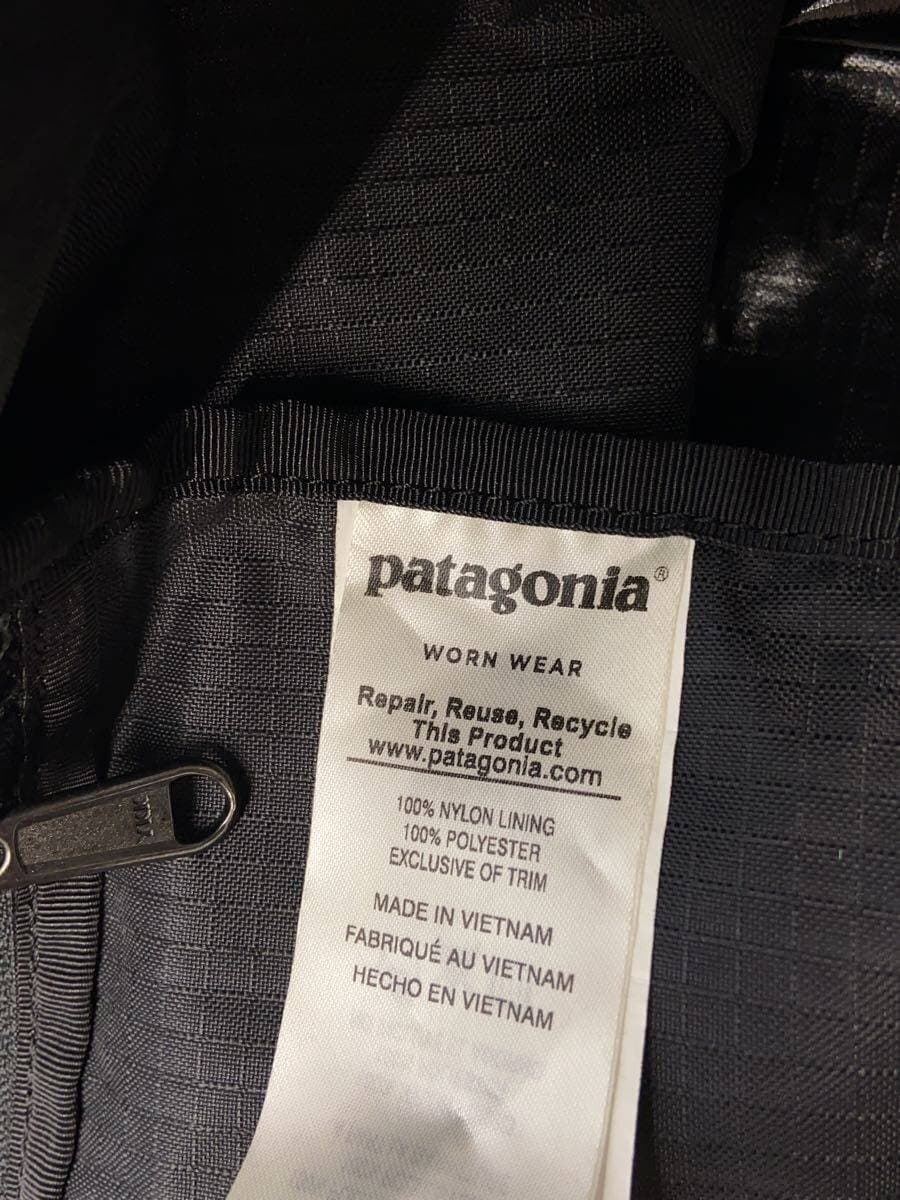 patagonia®
WORN WEAR
Repair, Reuse, Recycle
This Product
www.patagonia.com
100% NYLON LINING
100% POLYESTER
EXCLUSIVE OF TRIM
MADE IN VIETNAM
FABRIQUÉ AU VIETNAM
HECHO EN VIETNAM
YKK